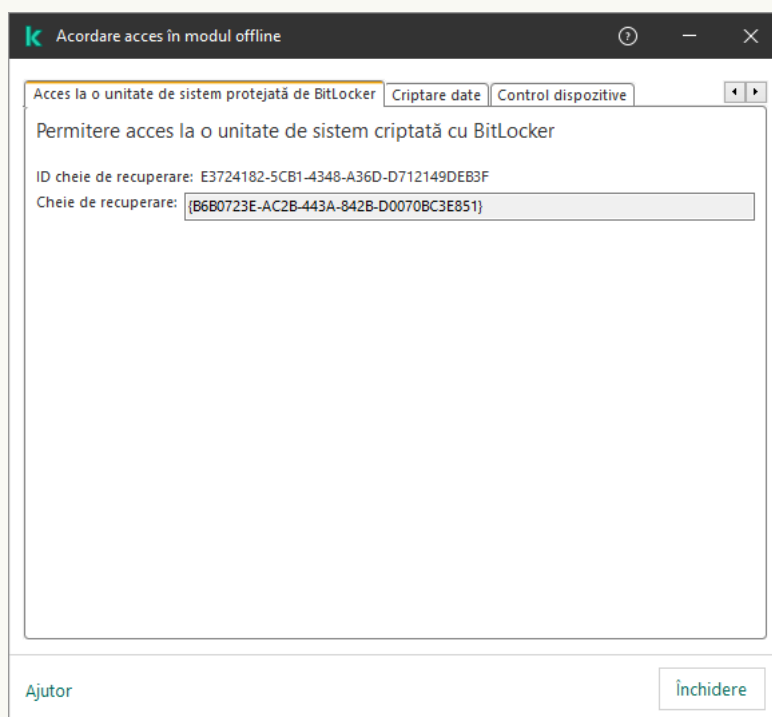 Acordare acces în modul offline
Acces la o unitate de sistem protejată de BitLocker Criptare date Control dispozitive
Permitere acces la o unitate de sistem criptată cu BitLocker
ID cheie de recuperare: E3724182-5CB1-4348-A36D-D712149DEB3F
Cheie de recuperare: {B6B0723E-AC2B-443A-842B-D0070BC3E851}
Ajutor Închidere